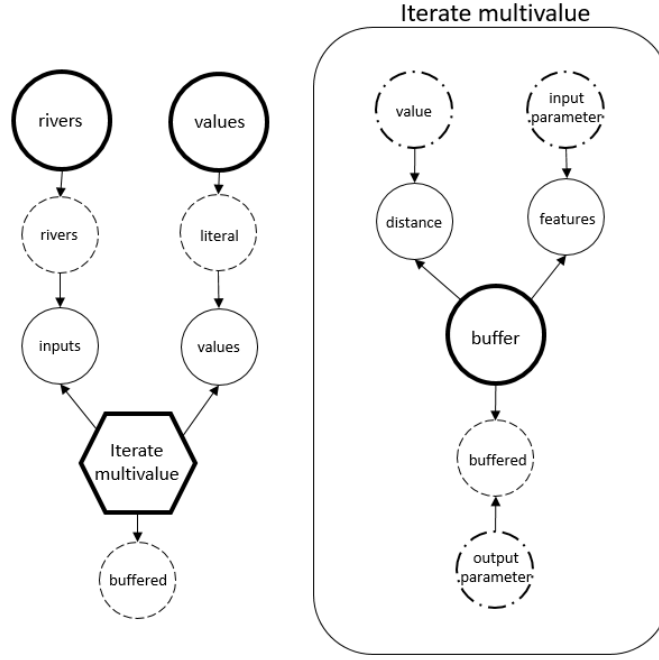 Iterate multivalue
rivers
values
rivers
literal
inputs
values
Iterate
multivalue
buffered
value
input
parameter
distance
features
buffer
buffered
output
parameter